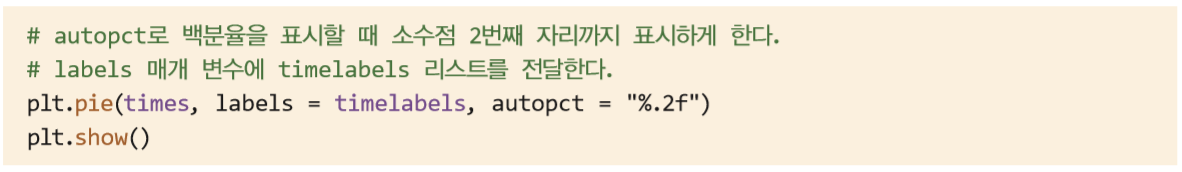 # autopct로 백분율을 표시할 때 소수점 2번째 자리까지 표시하게 한다.
# labels 매개 변수에 timelabels 리스트를 전달한다.
plt.pie(times, labels = timelabels, autopct = "%.2f")
plt.show()